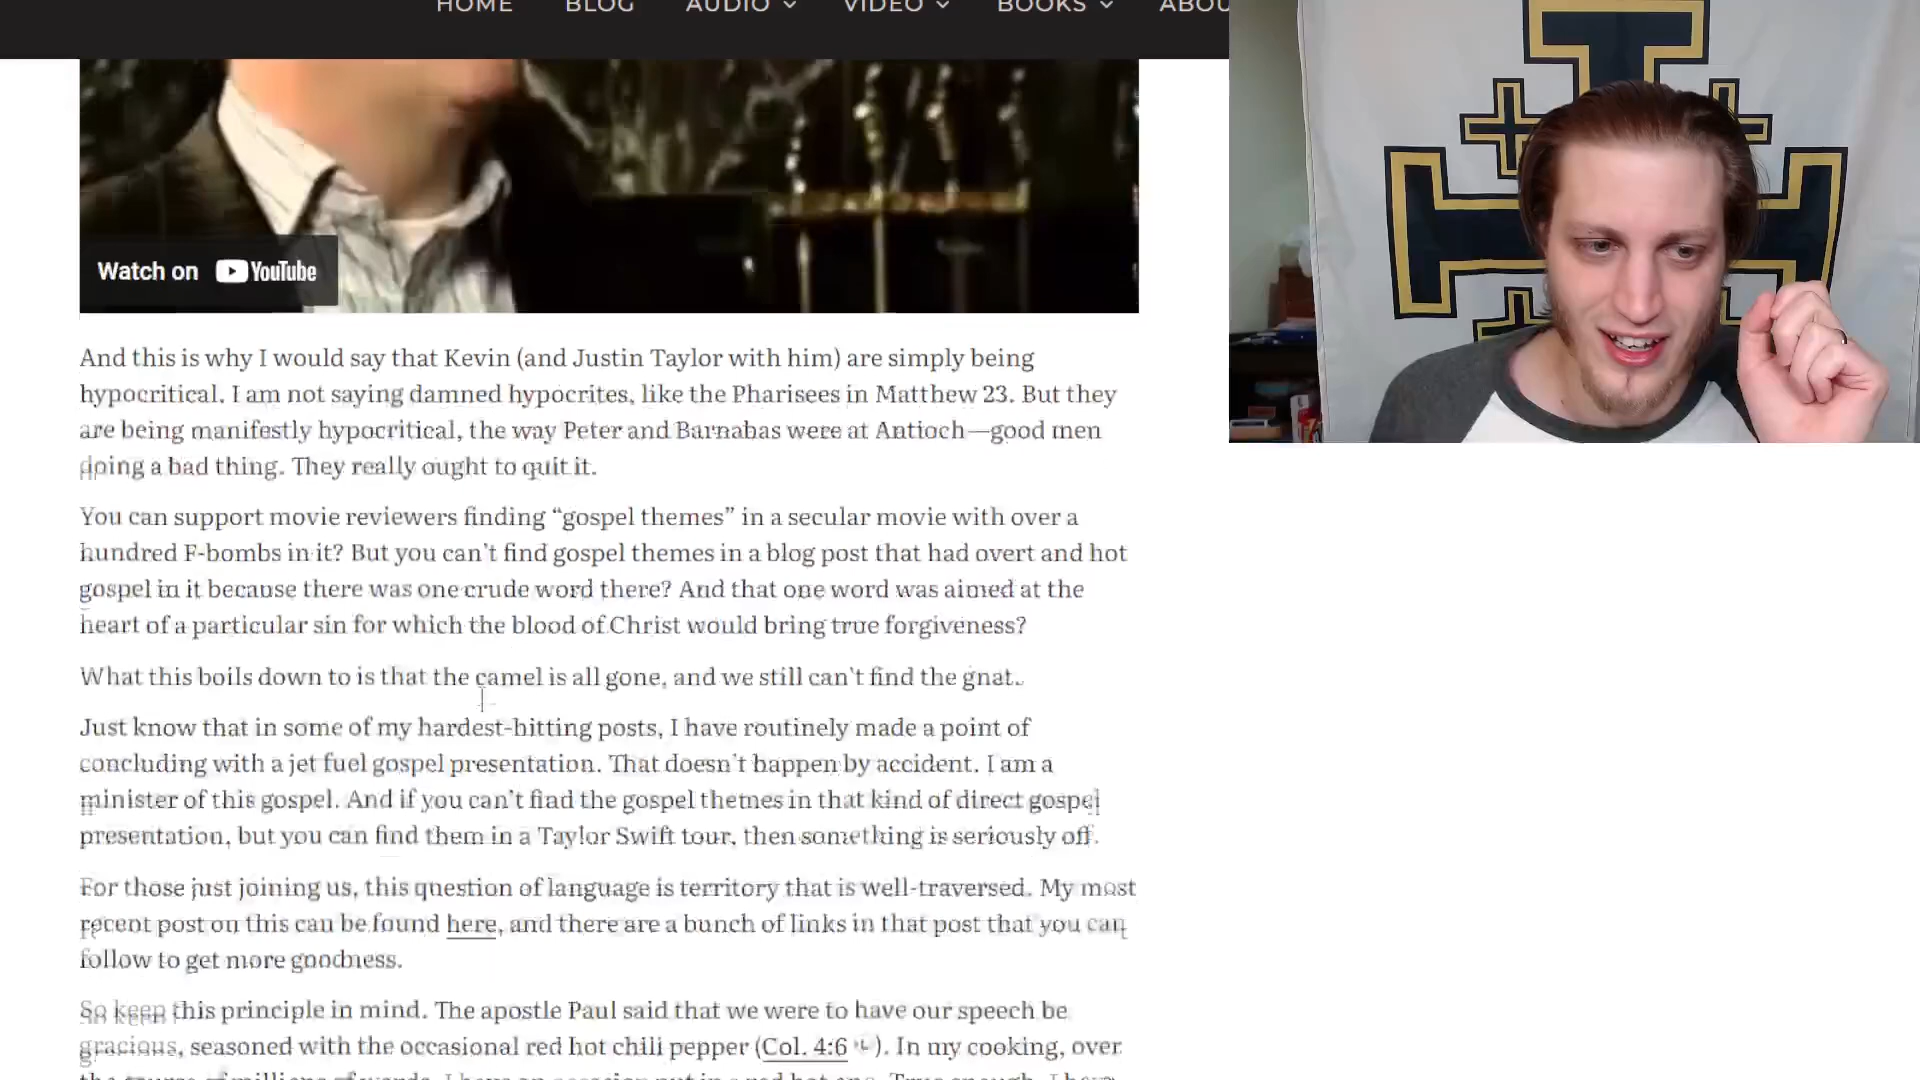 HOME BLOG AUDIO VIDEO BOOKS ABOU
Watch on YouTube
And this is why I would say that Kevin (and Justin Taylor with him) are simply being
hypocritical. I am not saying damned hypocrites, like the Pharisees in Matthew 23. But they
are being manifestly hypocritical, the way Peter and Barnabas were at Antioch—good men
doing a bad thing. They really ought to quit it.
You can support movie reviewers finding “gospel themes” in a secular movie with over a
hundred F-bombs in it? But you can’t find gospel themes in a blog post that had overt and hot
gospel in it because there was one crude word there? And that one word was aimed at the
heart of a particular sin for which the blood of Christ would bring true forgiveness?
What this boils down to is that the camel is all gone, and we still can’t find the gnat.
Just know that in some of my hardest-hitting posts, I have routinely made a point of
concluding with a jet fuel gospel presentation. That doesn’t happen by accident. I am a
minister of this gospel. And if you can’t find the gospel themes in that kind of direct gospel
presentation, but you can find them in a Taylor Swift tour, then something is seriously off.
For those just joining us, this question of language is territory that is well-traversed. My most
recent post on this can be found here, and there are a bunch of links in that post that you can
follow to get more goodness.
So keep this principle in mind. The apostle Paul said that we were to have our speech be
gracious, seasoned with the occasional red hot chili pepper (Col. 4:6). In my cooking, over